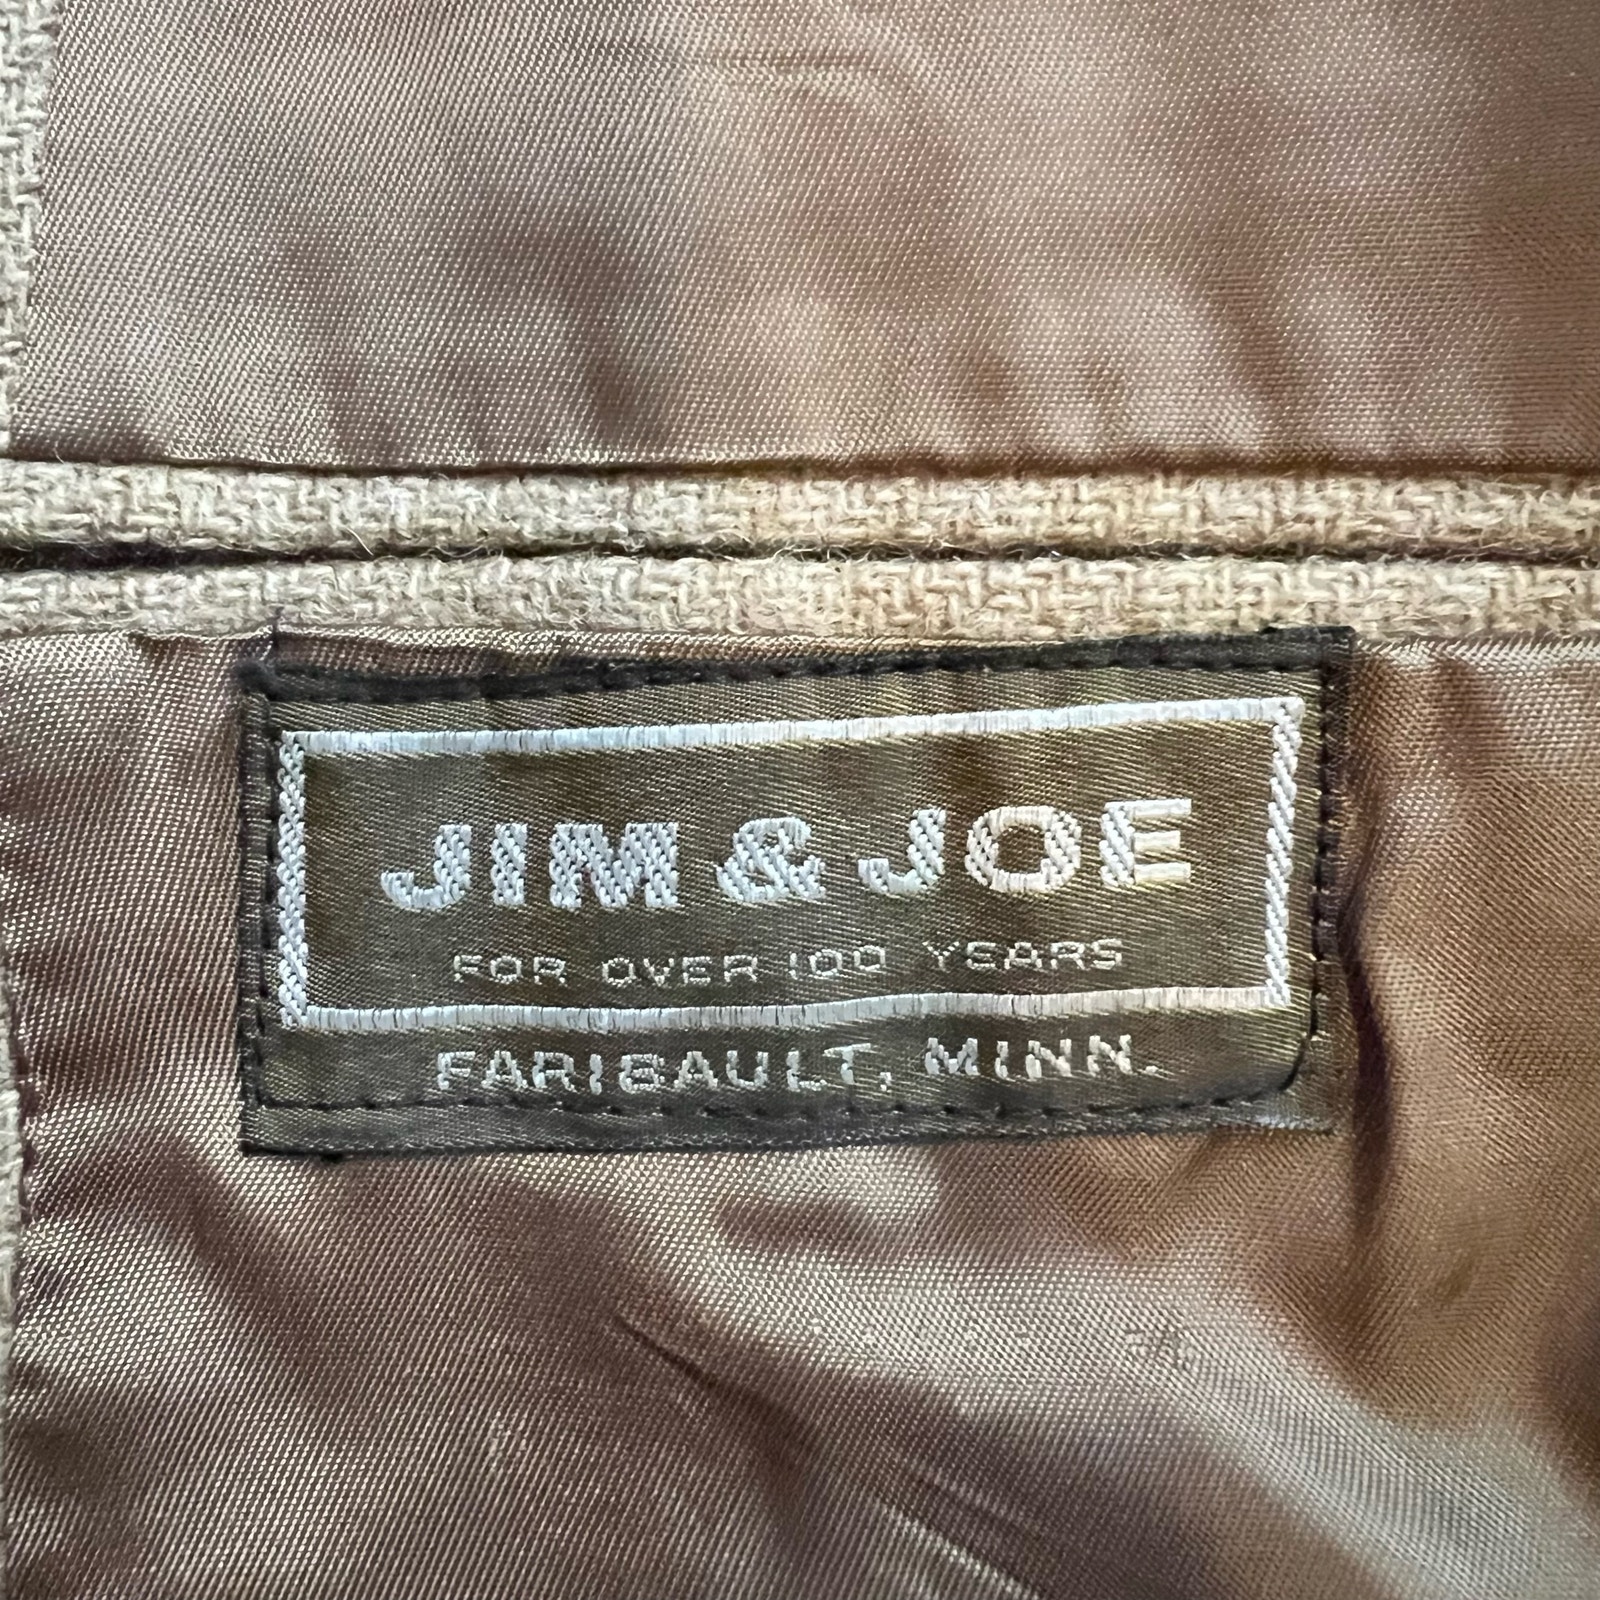 JIM & JOE
FOR OVER 100 YEARS
FARIBAULT, MINN.